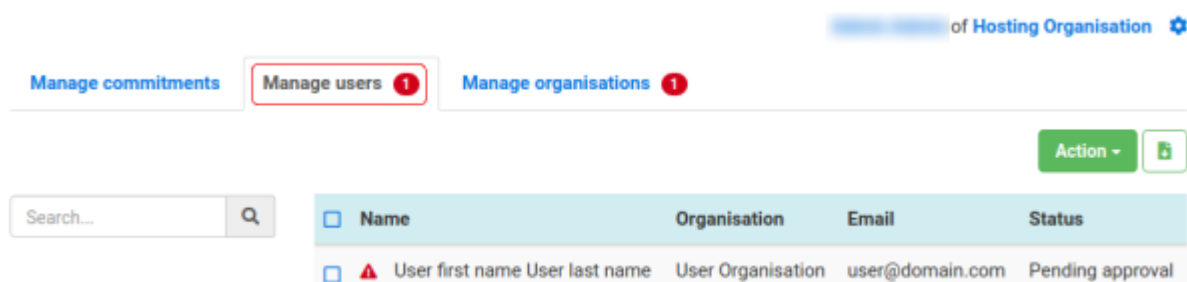 of Hosting Organisation
Manage commitments Manage users 1 Manage organisations 1
Action
Search...
Name Organisation Email Status
User first name User last name User Organisation user@domain.com Pending approval